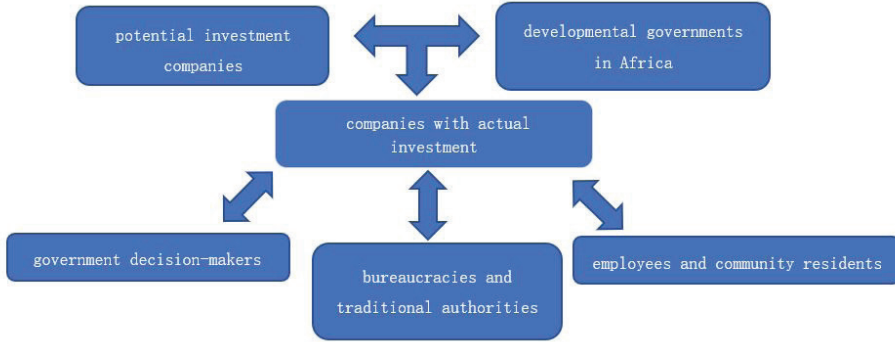 potential investment
companies
developmental governments
in Africa
companies with actual
investment
government decision-makers
bureaucracies and
traditional authorities
employees and community residents